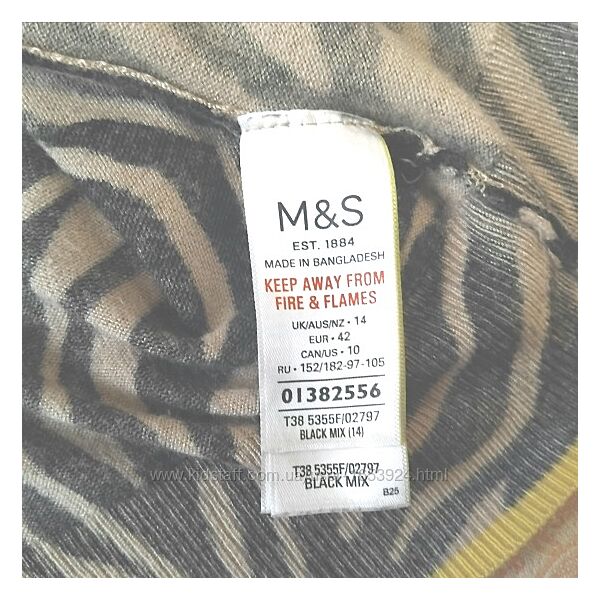 M&S
EST. 1884
MADE IN BANGLADESH
KEEP AWAY FROM
FIRE & FLAMES
UK/AUS/NZ • 14
EUR • 42
CAN/US • 10
RU • 152/182-97-105
01382556
T38 5355F/02797
BLACK MIX (14)
T38 5355F/02797
BLACK MIX
B25